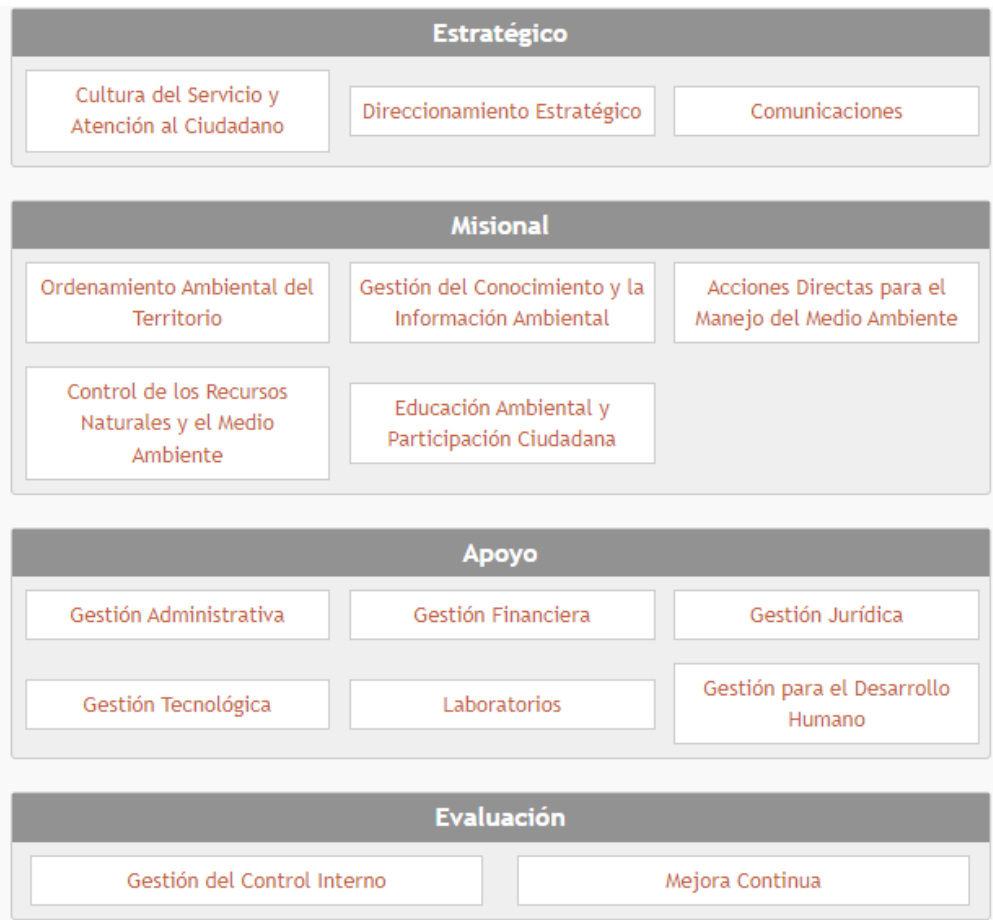 Estratégico
Cultura del Servicio y
Atención al Ciudadano
Direccionamiento Estratégico
Comunicaciones
Misional
Ordenamiento Ambiental del
Territorio
Gestión del Conocimiento y la
Información Ambiental
Acciones Directas para el
Manejo del Medio Ambiente
Control de los Recursos
Naturales y el Medio
Ambiente
Educación Ambiental y
Participación Ciudadana
Apoyo
Gestión Administrativa
Gestión Financiera
Gestión Jurídica
Gestión Tecnológica
Laboratorios
Gestión para el Desarrollo
Humano
Evaluación
Gestión del Control Interno
Mejora Continua